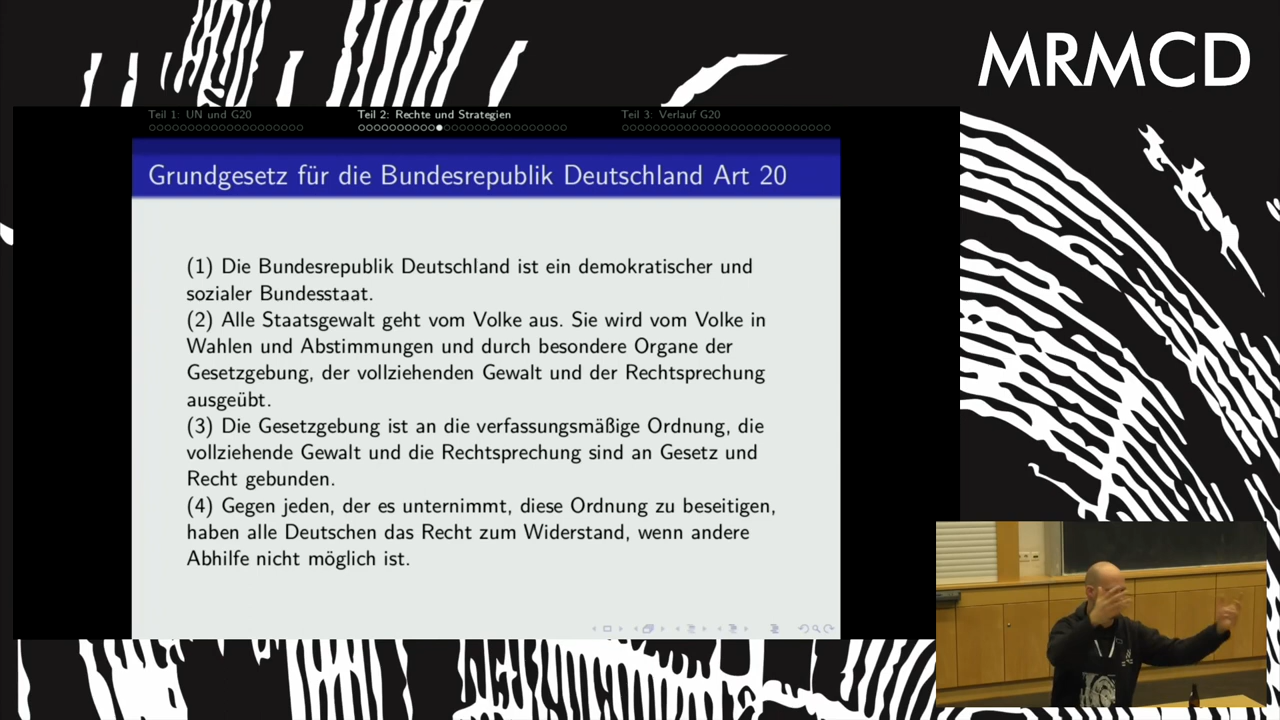 MRMCD
Teil 1: UN und G20
Teil 2: Rechte und Strategien
Teil 3: Verlauf G20
Grundgesetz für die Bundesrepublik Deutschland Art 20
(1) Die Bundesrepublik Deutschland ist ein demokratischer und
sozialer Bundesstaat.
(2) Alle Staatsgewalt geht vom Volke aus. Sie wird vom Volke in
Wahlen und Abstimmungen und durch besondere Organe der
Gesetzgebung, der vollziehenden Gewalt und der Rechtsprechung
ausgeübt.
(3) Die Gesetzgebung ist an die verfassungsmäßige Ordnung, die
vollziehende Gewalt und die Rechtsprechung sind an Gesetz und
Recht gebunden.
(4) Gegen jeden, der es unternimmt, diese Ordnung zu beseitigen,
haben alle Deutschen das Recht zum Widerstand, wenn andere
Abhilfe nicht möglich ist.